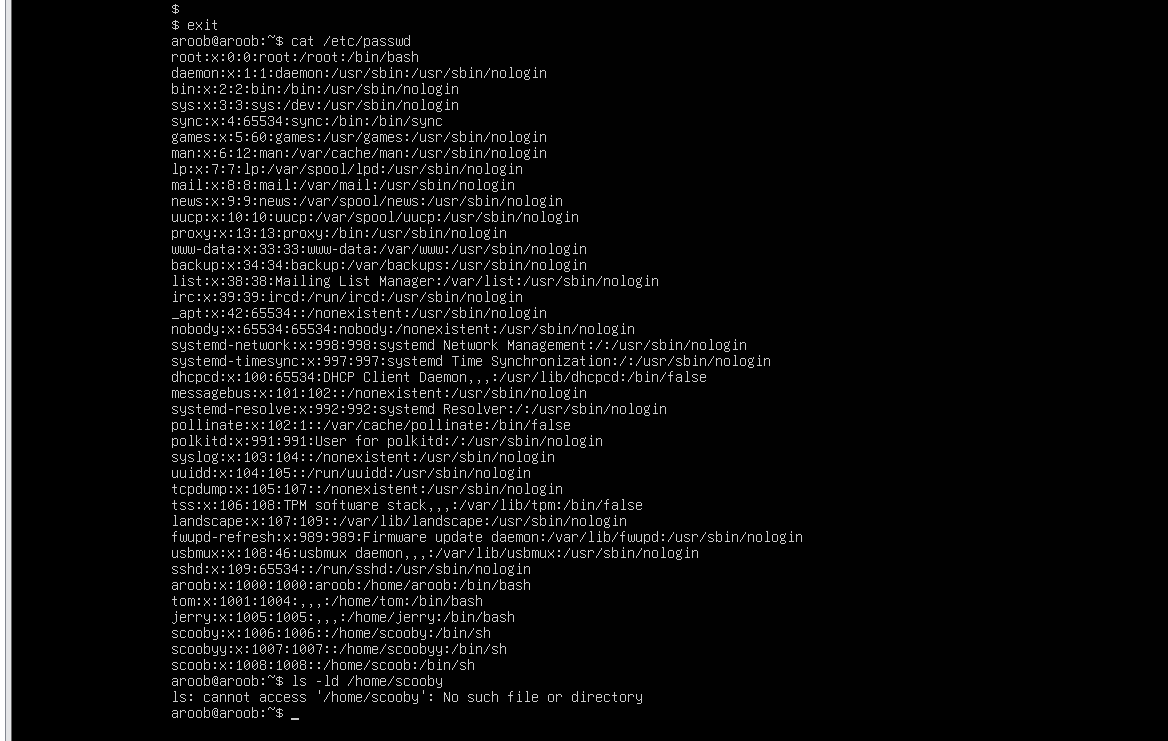 $
$ exit
aroob@aroob:~$ cat /etc/passwd
root:x:0:0:root:/root:/bin/bash
daemon:x:1:1:daemon:/usr/sbin:/usr/sbin/nologin
bin:x:2:2:bin:/bin:/usr/sbin/nologin
sys:x:3:3:sys:/dev:/usr/sbin/nologin
sync:x:4:65534:sync:/bin:/bin/sync
games:x:5:60:games:/usr/games:/usr/sbin/nologin
man:x:6:12:man:/var/cache/man:/usr/sbin/nologin
lp:x:7:7:lp:/var/spool/lpd:/usr/sbin/nologin
mail:x:8:8:mail:/var/mail:/usr/sbin/nologin
news:x:9:9:news:/var/spool/news:/usr/sbin/nologin
uucp:x:10:10:uucp:/var/spool/uucp:/usr/sbin/nologin
proxy:x:13:13:proxy:/bin:/usr/sbin/nologin
www-data:x:33:33:www-data:/var/www:/usr/sbin/nologin
backup:x:34:34:backup:/var/backups:/usr/sbin/nologin
list:x:38:38:Mailing List Manager:/var/list:/usr/sbin/nologin
irc:x:39:39:ircd:/run/ircd:/usr/sbin/nologin
_apt:x:42:65534::/nonexistent:/usr/sbin/nologin
nobody:x:65534:65534:nobody:/nonexistent:/usr/sbin/nologin
systemd-network:x:998:998:systemd Network Management:/:/usr/sbin/nologin
systemd-timesync:x:997:997:systemd Time Synchronization:/:/usr/sbin/nologin
dhcpcd:x:100:65534:DHCP Client Daemon,,,:/usr/lib/dhcpcd:/bin/false
messagebus:x:101:102::/nonexistent:/usr/sbin/nologin
systemd-resolve:x:992:992:systemd Resolver:/:/usr/sbin/nologin
pollinate:x:102:1::/var/cache/pollinate:/bin/false
polkitd:x:991:991:User for polkitd:/:/usr/sbin/nologin
syslog:x:103:104::/nonexistent:/usr/sbin/nologin
uuidd:x:104:105::/run/uuidd:/usr/sbin/nologin
tcpdump:x:105:107::/nonexistent:/usr/sbin/nologin
tss:x:106:108:TPM software stack,,,:/var/lib/tpm:/bin/false
landscape:x:107:109::/var/lib/landscape:/usr/sbin/nologin
fwupd-refresh:x:989:989:Firmware update daemon:/var/lib/fwupd:/usr/sbin/nologin
usbmux:x:108:46:usbmux daemon,,,:/var/lib/usbmux:/usr/sbin/nologin
sshd:x:109:65534::/run/sshd:/usr/sbin/nologin
aroob:x:1000:1000:aroob:/home/aroob:/bin/bash
tom:x:1001:1004:,,,:/home/tom:/bin/bash
jerry:x:1005:1005:,,,:/home/jerry:/bin/bash
scooby:x:1006:1006::/home/scooby:/bin/sh
scoobyy:x:1007:1007::/home/scoobyy:/bin/sh
scoob:x:1008:1008::/home/scoob:/bin/sh
aroob@aroob:~$ ls -ld /home/scooby
ls: cannot access '/home/scooby': No such file or directory
aroob@aroob:~$ _